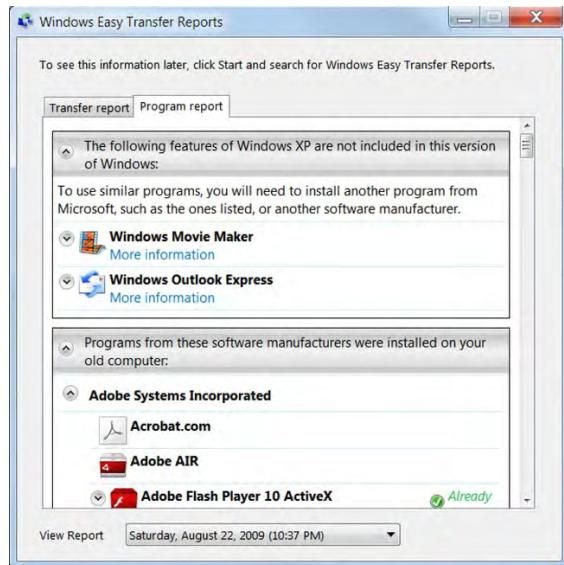 Windows Easy Transfer Reports
To see this information later, click Start and search for Windows Easy Transfer Reports.
Transfer report
Program report
The following features of Windows XP are not included in this version
of Windows:
To use similar programs, you will need to install another program from
Microsoft, such as the ones listed, or another software manufacturer.
Windows Movie Maker
More information
Windows Outlook Express
More information
Programs from these software manufacturers were installed on your
old computer:
Adobe Systems Incorporated
Acrobat.com
Adobe AIR
Adobe Flash Player 10 ActiveX
Already
View Report
Saturday, August 22, 2009 (10:37 PM)